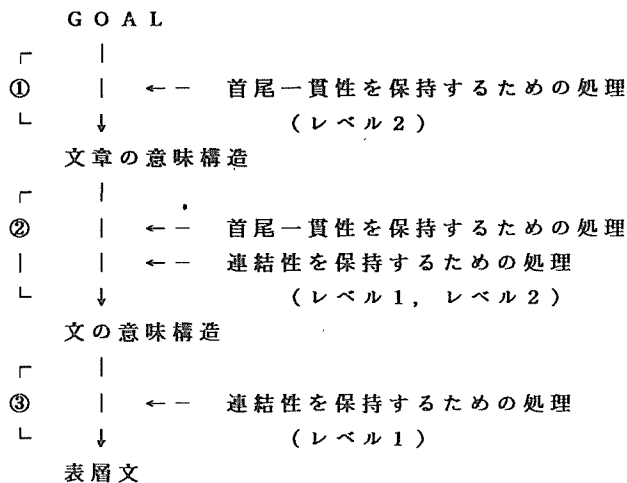 GOAL
① ←― 首尾一貫性を保持するための処理
(レベル2)
文章の意味構造
② ←― 首尾一貫性を保持するための処理
←― 連結性を保持するための処理
(レベル1, レベル2)
文の意味構造
③ ←― 連結性を保持するための処理
(レベル1)
表層文